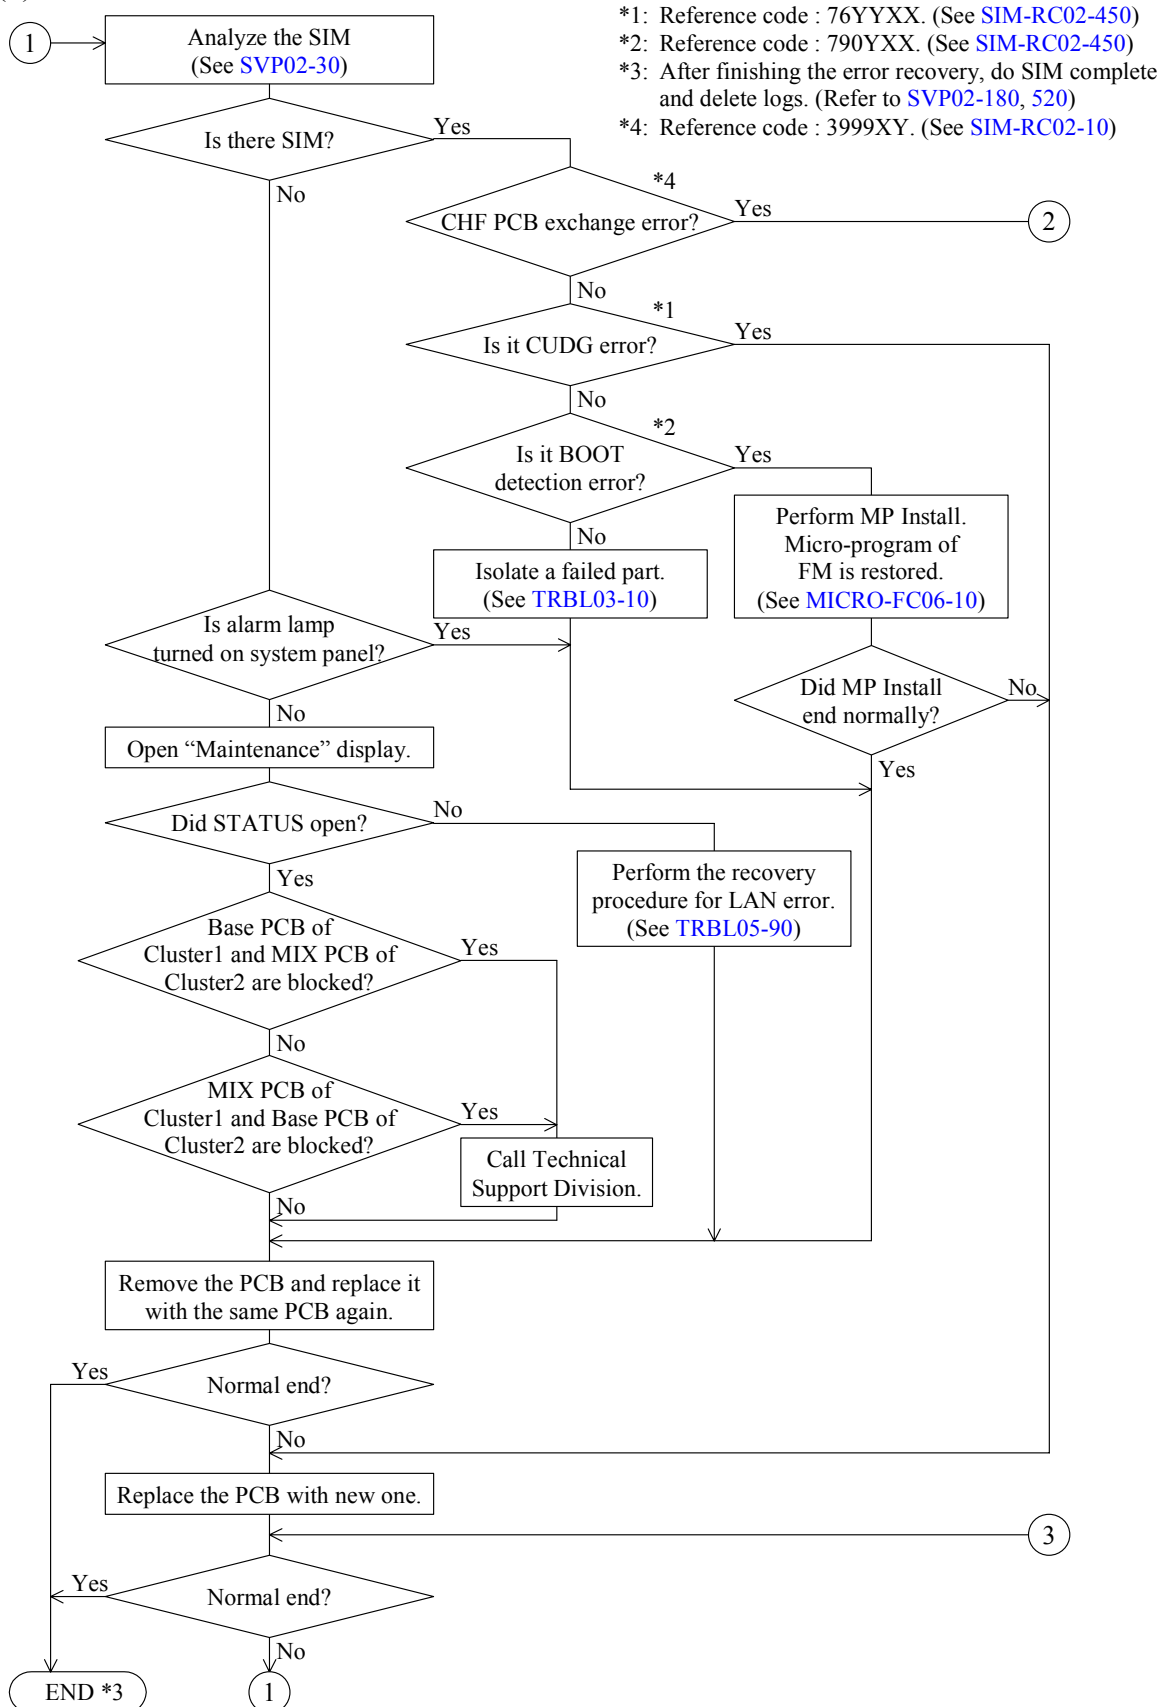 *1: Reference code : 76YYXX. (See SIM-RC02-450)
*2: Reference code : 790YXX. (See SIM-RC02-450)
*3: After finishing the error recovery, do SIM complete
and delete logs. (Refer to SVP02-180, 520)
*4: Reference code : 3999XY. (See SIM-RC02-10)
1
Analyze the SIM
(See SVP02-30)
Is there SIM?
Yes
No
*4
CHF PCB exchange error?
Yes
2
No
*1
Is it CUDG error?
Yes
No
*2
Is it BOOT
detection error?
Yes
No
Perform MP Install.
Micro-program of
FM is restored.
(See MICRO-FC06-10)
Isolate a failed part.
(See TRBL03-10)
Is alarm lamp
turned on system panel?
Yes
No
Did MP Install
end normally?
No
Yes
Open “Maintenance” display.
Did STATUS open?
No
Yes
Perform the recovery
procedure for LAN error.
(See TRBL05-90)
Base PCB of
Cluster1 and MIX PCB of
Cluster2 are blocked?
Yes
No
MIX PCB of
Cluster1 and Base PCB of
Cluster2 are blocked?
Yes
No
Call Technical
Support Division.
Remove the PCB and replace it
with the same PCB again.
Normal end?
Yes
No
Replace the PCB with new one.
3
Normal end?
Yes
No
END *3
1